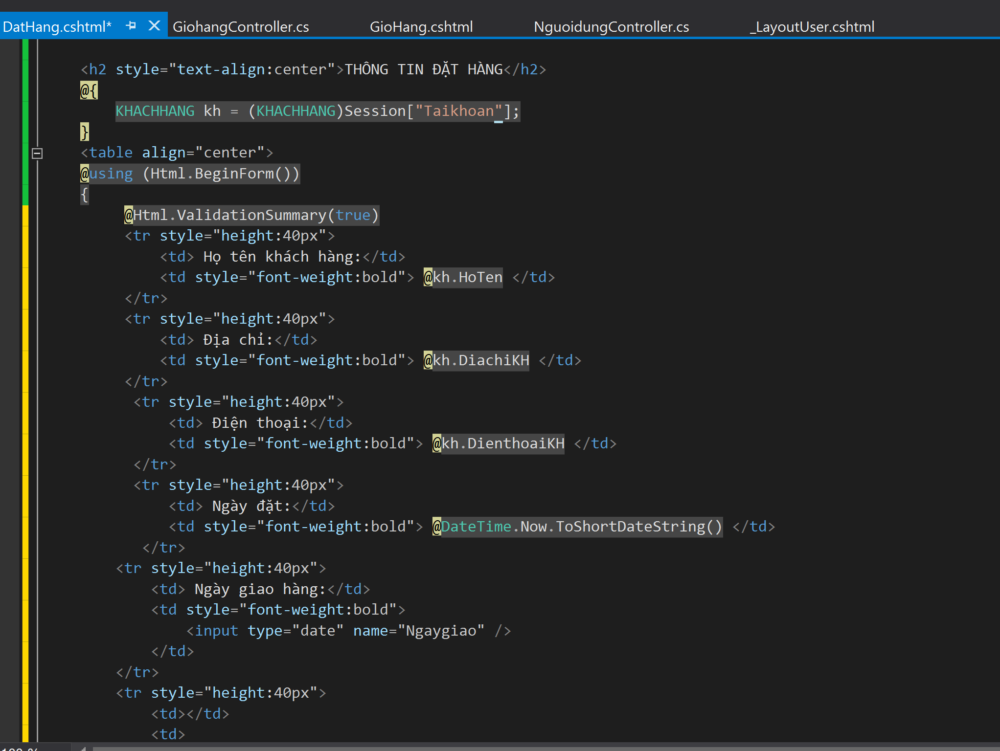 DatHang.cshtml* GiohangController.cs GioHang.cshtml NguoidungController.cs _LayoutUser.cshtml
<h2 style="text-align:center">THÔNG TIN ĐẶT HÀNG</h2>
@{
KHACHHANG kh = (KHACHHANG)Session["Taikhoan"];
}
<table align="center">
@using (Html.BeginForm())
{
@Html.ValidationSummary(true)
<tr style="height:40px">
<td> Họ tên khách hàng:</td>
<td style="font-weight:bold"> @kh.HoTen </td>
</tr>
<tr style="height:40px">
<td> Địa chỉ:</td>
<td style="font-weight:bold"> @kh.DiachiKH </td>
</tr>
<tr style="height:40px">
<td> Điện thoại:</td>
<td style="font-weight:bold"> @kh.DienthoaiKH </td>
</tr>
<tr style="height:40px">
<td> Ngày đặt:</td>
<td style="font-weight:bold"> @DateTime.Now.ToShortDateString() </td>
</tr>
<tr style="height:40px">
<td> Ngày giao hàng:</td>
<td style="font-weight:bold">
<input type="date" name="Ngaygiao" />
</td>
</tr>
<tr style="height:40px">
<td></td>
<td>